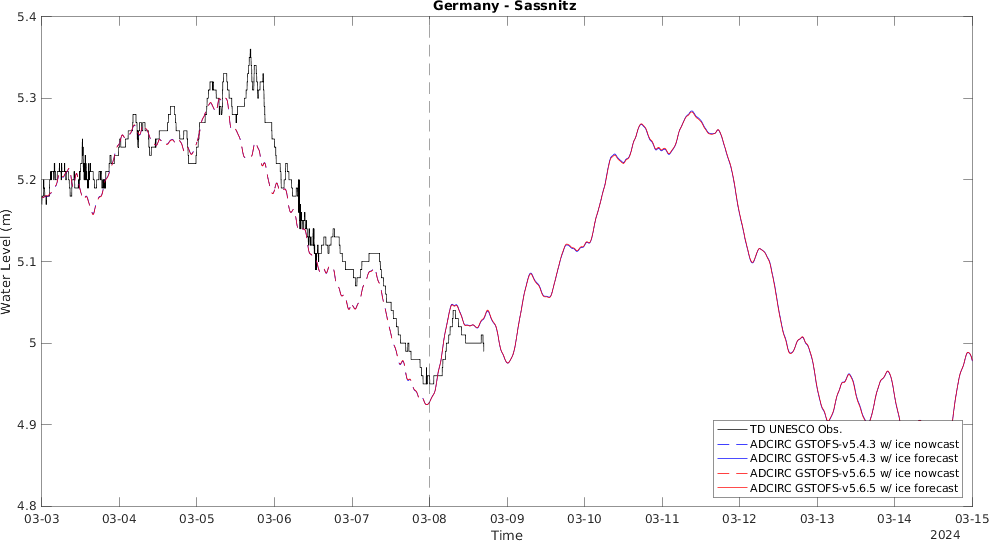 Germany - Sassnitz
Water Level (m)
5.4
5.3
5.2
5.1
5
4.9
4.8
TD UNESCO Obs.
ADCIRC GSTOFS-v5.4.3 w/ ice nowcast
ADCIRC GSTOFS-v5.4.3 w/ ice forecast
ADCIRC GSTOFS-v5.6.5 w/ ice nowcast
ADCIRC GSTOFS-v5.6.5 w/ ice forecast
03-03 03-04 03-05 03-06 03-07 03-08 03-09 03-10 03-11 03-12 03-13 03-14 03-15
Time
2024